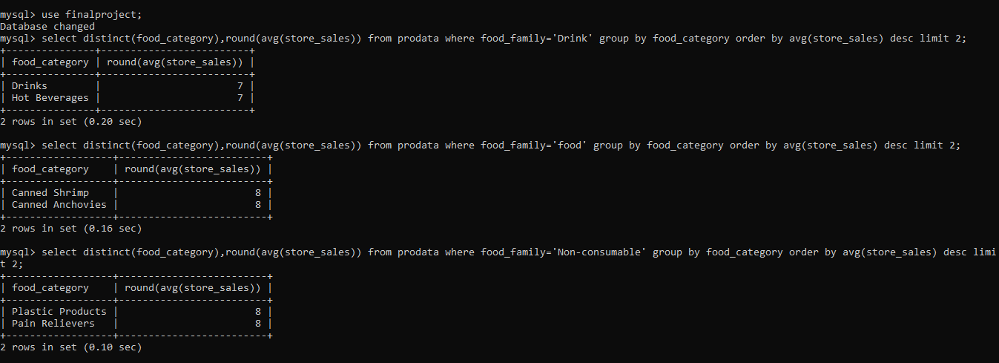 mysql> use finalproject;
Database changed
mysql> select distinct(food_category),round(avg(store_sales)) from prodata where food_family='Drink' group by food_category order by avg(store_sales) desc limit 2;
+---------------+-------------------------+
| food_category | round(avg(store_sales)) |
+---------------+-------------------------+
| Drinks        |                       7 |
| Hot Beverages |                       7 |
+---------------+-------------------------+
2 rows in set (0.20 sec)
mysql> select distinct(food_category),round(avg(store_sales)) from prodata where food_family='food' group by food_category order by avg(store_sales) desc limit 2;
+------------------+-------------------------+
| food_category    | round(avg(store_sales)) |
+------------------+-------------------------+
| Canned Shrimp    |                       8 |
| Canned Anchovies |                       8 |
+------------------+-------------------------+
2 rows in set (0.16 sec)
mysql> select distinct(food_category),round(avg(store_sales)) from prodata where food_family='Non-consumable' group by food_category order by avg(store_sales) desc limi
t 2;
+------------------+-------------------------+
| food_category    | round(avg(store_sales)) |
+------------------+-------------------------+
| Plastic Products |                       8 |
| Pain Relievers   |                       8 |
+------------------+-------------------------+
2 rows in set (0.10 sec)